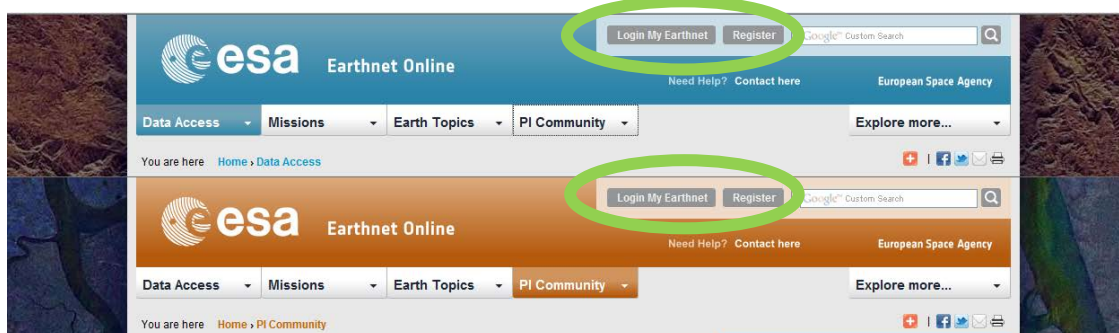 Login My Earthnet Register Google™ Custom Search
esa Earthnet Online
Need Help? Contact here European Space Agency
Data Access Missions Earth Topics PI Community Explore more...
You are here Home › Data Access
Login My Earthnet Register Google™ Custom Search
esa Earthnet Online
Need Help? Contact here European Space Agency
Data Access Missions Earth Topics PI Community Explore more...
You are here Home › PI Community